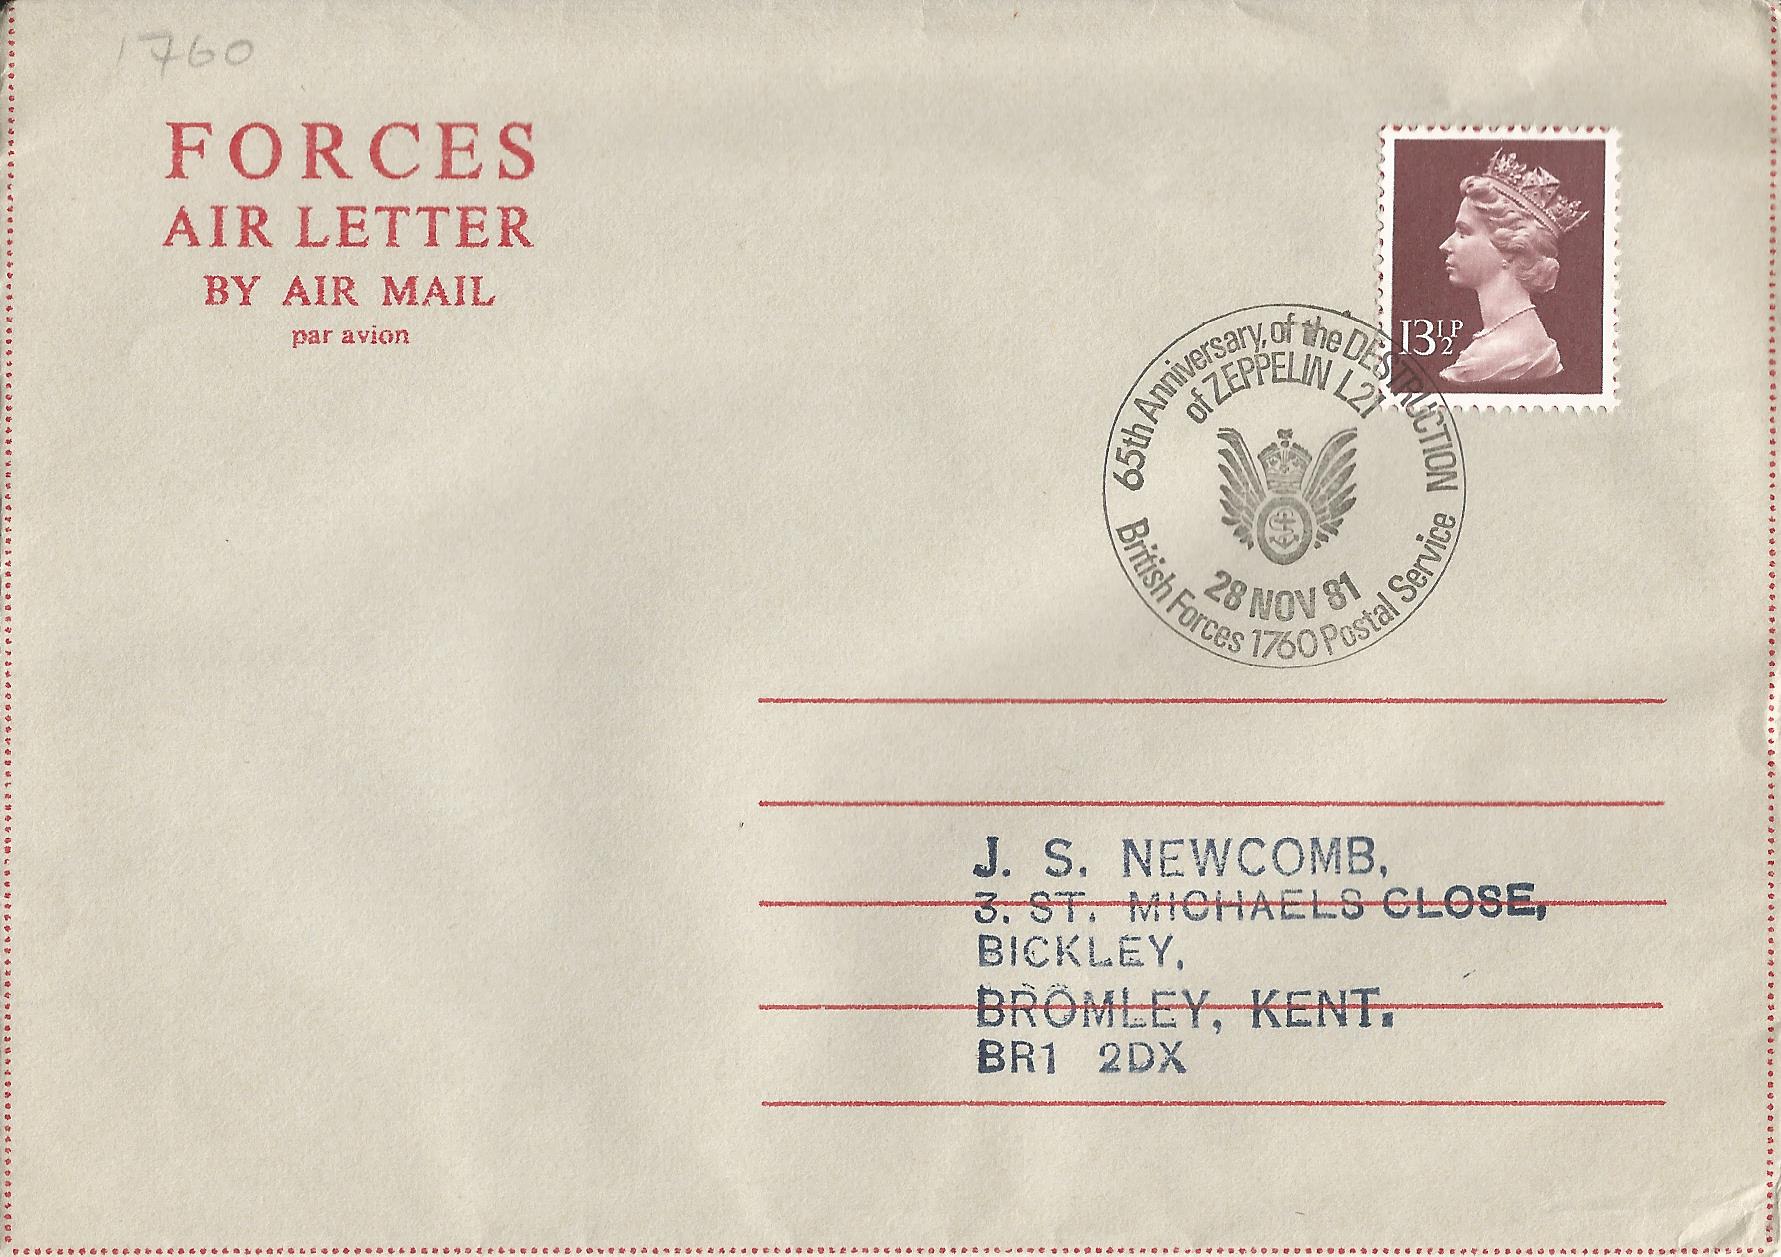 1760
FORCES
AIR LETTER
BY AIR MAIL
par avion
13½P
65th Anniversary, of the DESTRUCTION
of ZEPPELIN L21
28 NOV 81
British Forces 1760 Postal Service
J. S. NEWCOMB,
3. ST. MICHAELS CLOSE,
BICKLEY,
BROMLEY, KENT.
BR1 2DX